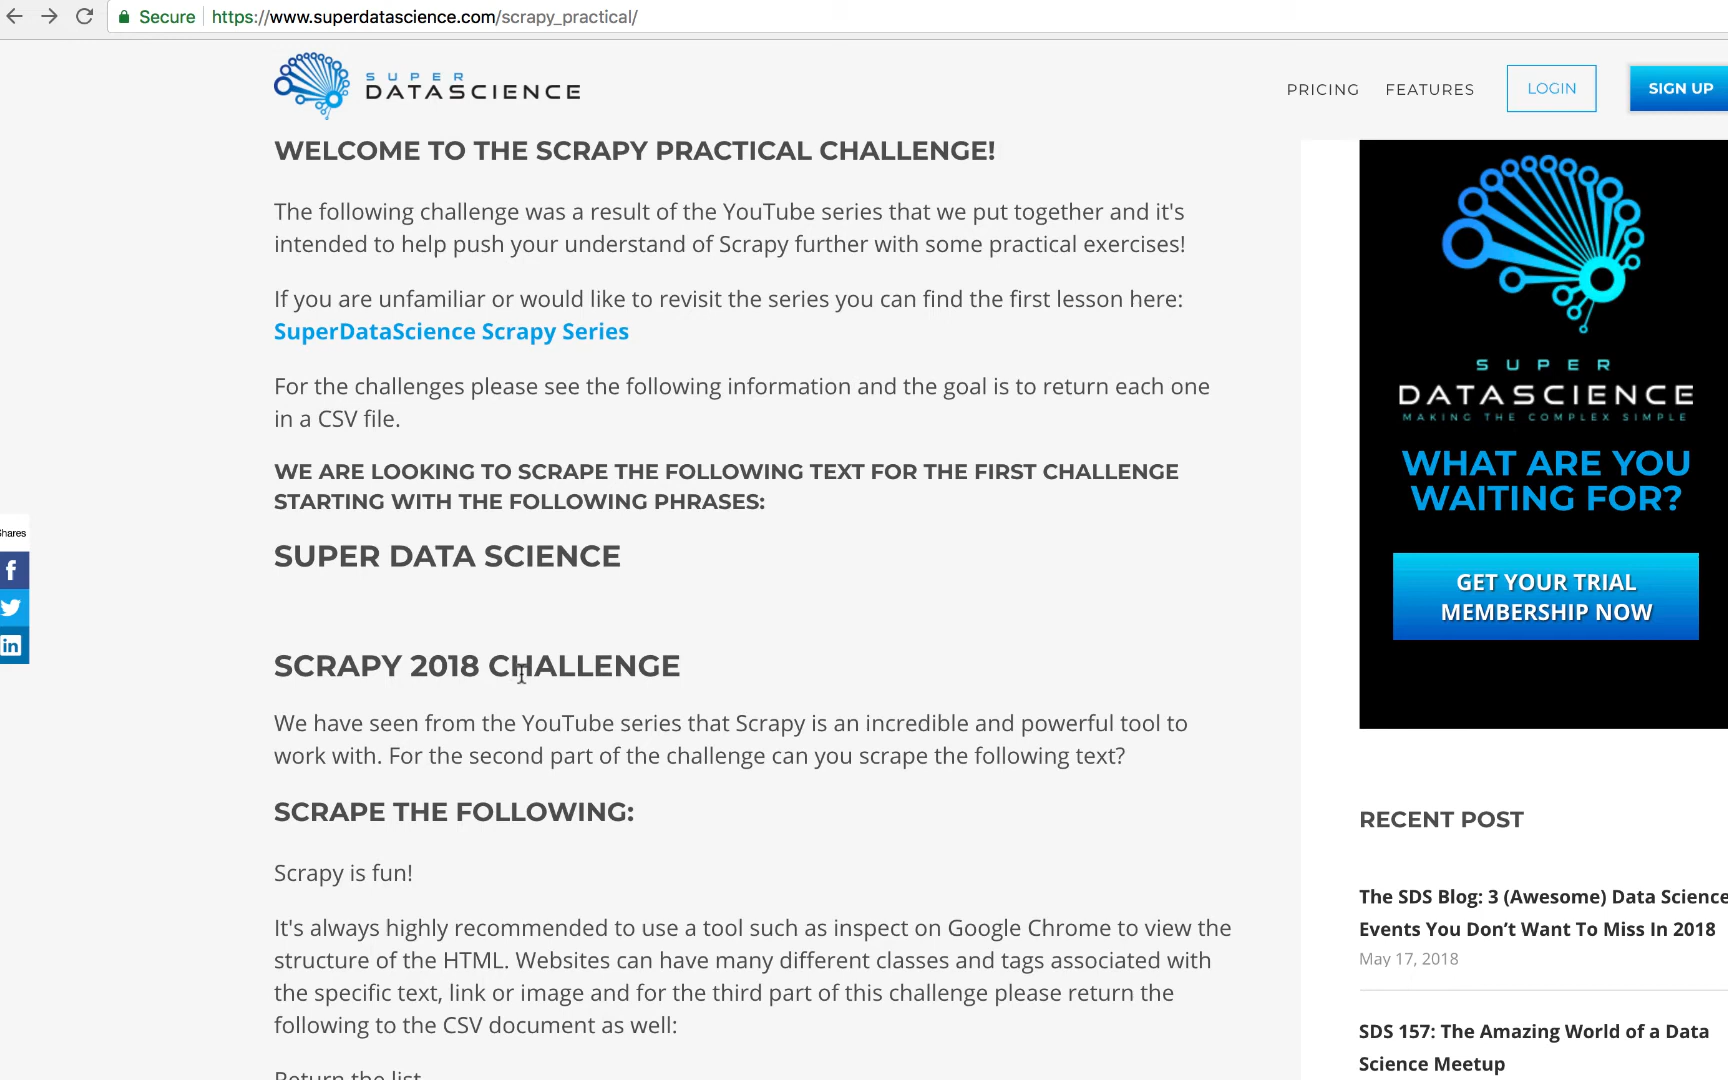 Secure https://www.superdatascience.com/scrapy_practical/
SUPER
DATASCIENCE
PRICING FEATURES LOGIN SIGN UP
WELCOME TO THE SCRAPY PRACTICAL CHALLENGE!
The following challenge was a result of the YouTube series that we put together and it's
intended to help push your understand of Scrapy further with some practical exercises!
If you are unfamiliar or would like to revisit the series you can find the first lesson here:
SuperDataScience Scrapy Series
For the challenges please see the following information and the goal is to return each one
in a CSV file.
WE ARE LOOKING TO SCRAPE THE FOLLOWING TEXT FOR THE FIRST CHALLENGE
STARTING WITH THE FOLLOWING PHRASES:
SUPER DATA SCIENCE
SCRAPY 2018 CHALLENGE
We have seen from the YouTube series that Scrapy is an incredible and powerful tool to
work with. For the second part of the challenge can you scrape the following text?
SCRAPE THE FOLLOWING:
Scrapy is fun!
It's always highly recommended to use a tool such as inspect on Google Chrome to view the
structure of the HTML. Websites can have many different classes and tags associated with
the specific text, link or image and for the third part of this challenge please return the
following to the CSV document as well:
Return the list
hares
f
in
SUPER
DATASCIENCE
MAKING THE COMPLEX SIMPLE
WHAT ARE YOU
WAITING FOR?
GET YOUR TRIAL
MEMBERSHIP NOW
RECENT POST
The SDS Blog: 3 (Awesome) Data Science
Events You Don’t Want To Miss In 2018
May 17, 2018
SDS 157: The Amazing World of a Data
Science Meetup